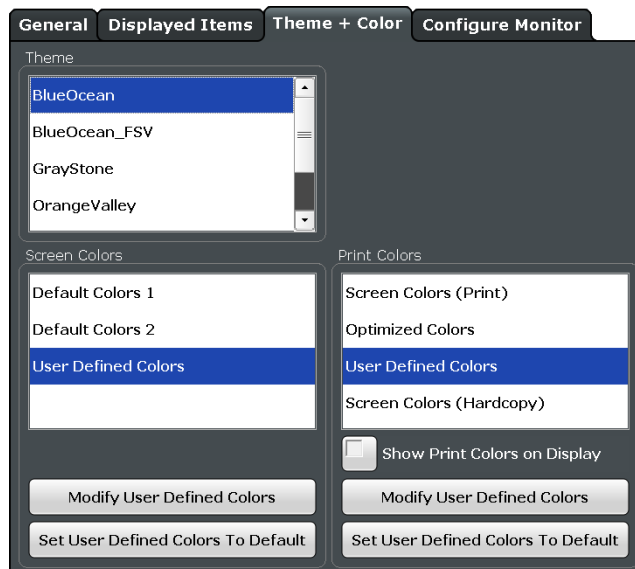 General Displayed Items Theme + Color Configure Monitor
Theme
BlueOcean
BlueOcean_FSV
GrayStone
OrangeValley
Screen Colors
Default Colors 1
Default Colors 2
User Defined Colors
Modify User Defined Colors
Set User Defined Colors To Default
Print Colors
Screen Colors (Print)
Optimized Colors
User Defined Colors
Screen Colors (Hardcopy)
Show Print Colors on Display
Modify User Defined Colors
Set User Defined Colors To Default